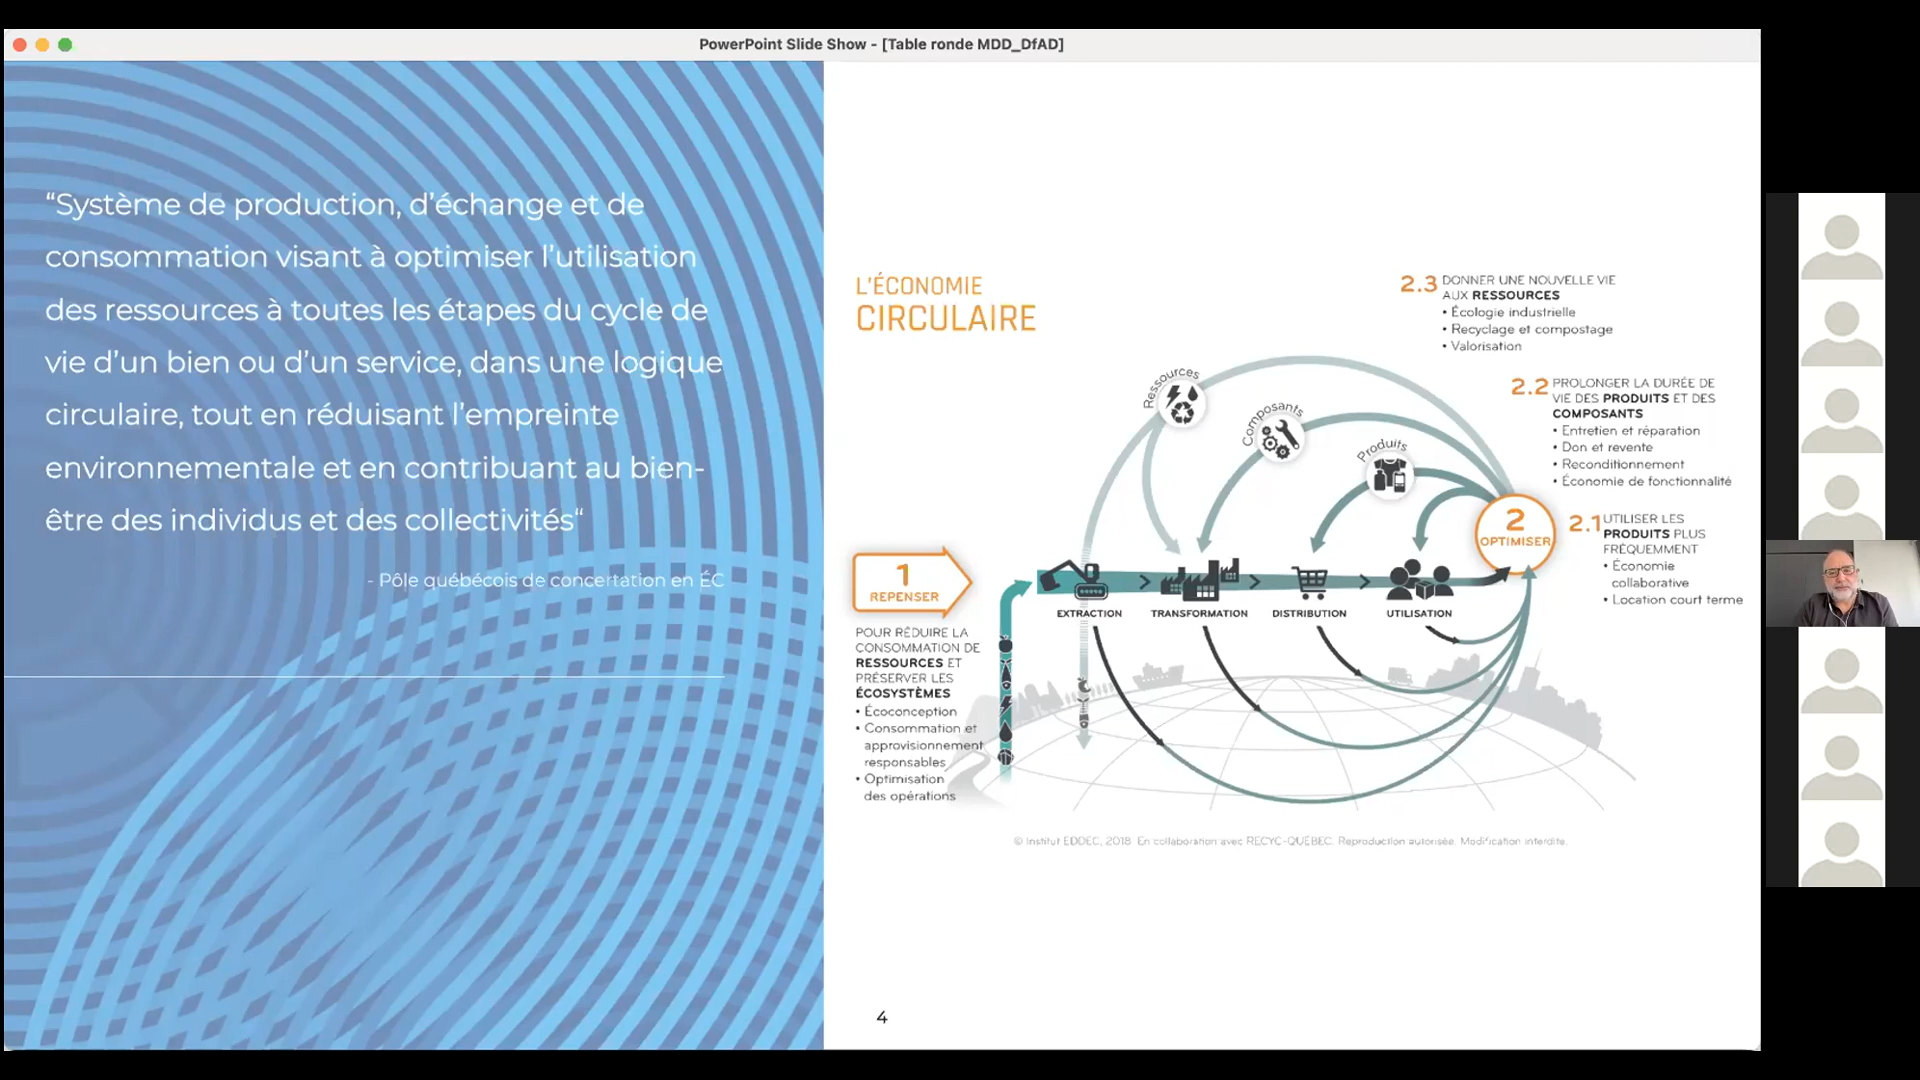 PowerPoint Slide Show - [Table ronde MDD_DfAD]
“Système de production, d’échange et de
consommation visant à optimiser l’utilisation
des ressources à toutes les étapes du cycle de
vie d’un bien ou d’un service, dans une logique
circulaire, tout en réduisant l’empreinte
environnementale et en contribuant au bien-
être des individus et des collectivités“
- Pôle québécois de concertation en ÉC
L'ÉCONOMIE
CIRCULAIRE
1
REPENSER
POUR RÉDUIRE LA
CONSOMMATION DE
RESSOURCES ET
PRÉSERVER LES
ÉCOSYSTÈMES
• Écoconception
• Consommation et
approvisionnement
responsables
• Optimisation
des opérations
Ressources
Composants
Produits
EXTRACTION
TRANSFORMATION
DISTRIBUTION
UTILISATION
2
OPTIMISER
2.3 DONNER UNE NOUVELLE VIE
AUX RESSOURCES
• Écologie industrielle
• Recyclage et compostage
• Valorisation
2.2 PROLONGER LA DURÉE DE
VIE DES PRODUITS ET DES
COMPOSANTS
• Entretien et réparation
• Don et revente
• Reconditionnement
• Économie de fonctionnalité
2.1 UTILISER LES
PRODUITS PLUS
FRÉQUEMMENT
• Économie
collaborative
• Location court terme
© Institut EDDEC, 2018. En collaboration avec RECYC-QUÉBEC. Reproduction autorisée. Modification interdite.
4